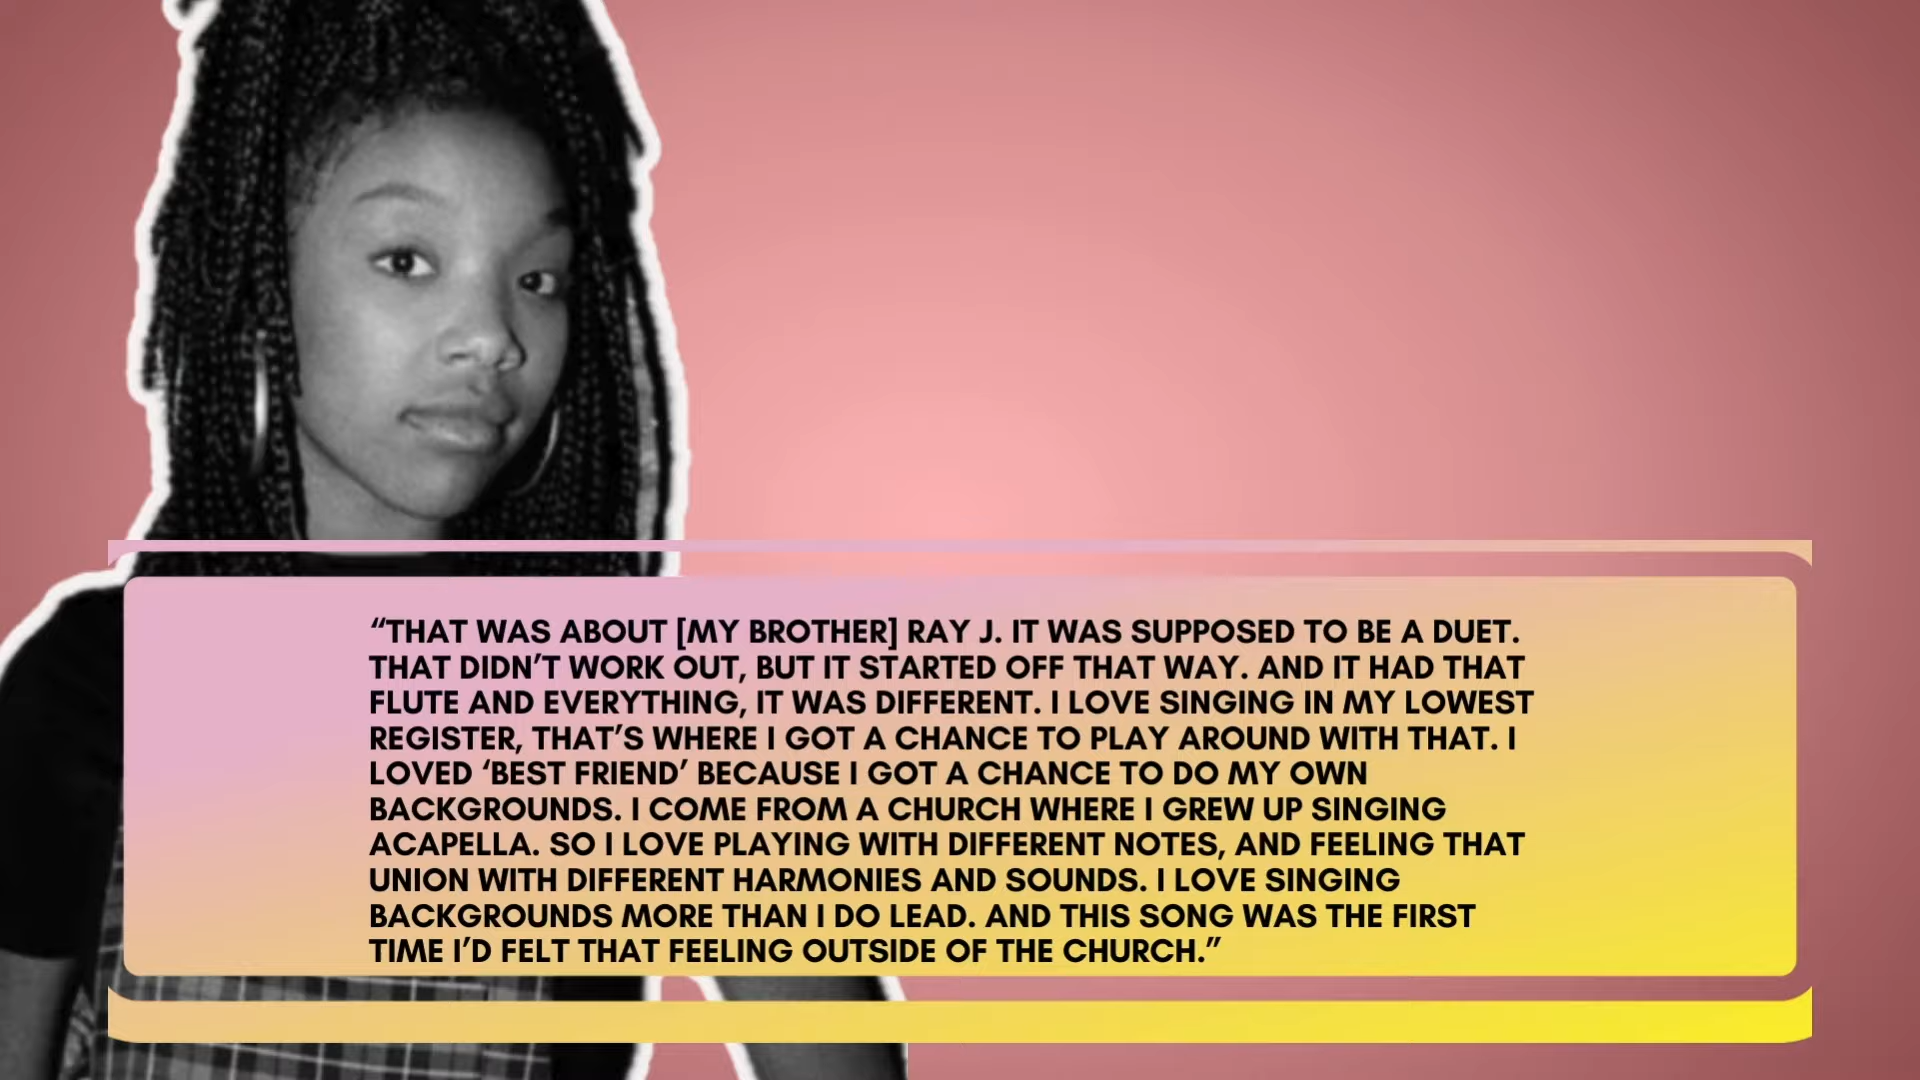 “THAT WAS ABOUT [MY BROTHER] RAY J. IT WAS SUPPOSED TO BE A DUET.
THAT DIDN’T WORK OUT, BUT IT STARTED OFF THAT WAY. AND IT HAD THAT
FLUTE AND EVERYTHING, IT WAS DIFFERENT. I LOVE SINGING IN MY LOWEST
REGISTER, THAT’S WHERE I GOT A CHANCE TO PLAY AROUND WITH THAT. I
LOVED ‘BEST FRIEND’ BECAUSE I GOT A CHANCE TO DO MY OWN
BACKGROUNDS. I COME FROM A CHURCH WHERE I GREW UP SINGING
ACAPELLA. SO I LOVE PLAYING WITH DIFFERENT NOTES, AND FEELING THAT
UNION WITH DIFFERENT HARMONIES AND SOUNDS. I LOVE SINGING
BACKGROUNDS MORE THAN I DO LEAD. AND THIS SONG WAS THE FIRST
TIME I’D FELT THAT FEELING OUTSIDE OF THE CHURCH.”